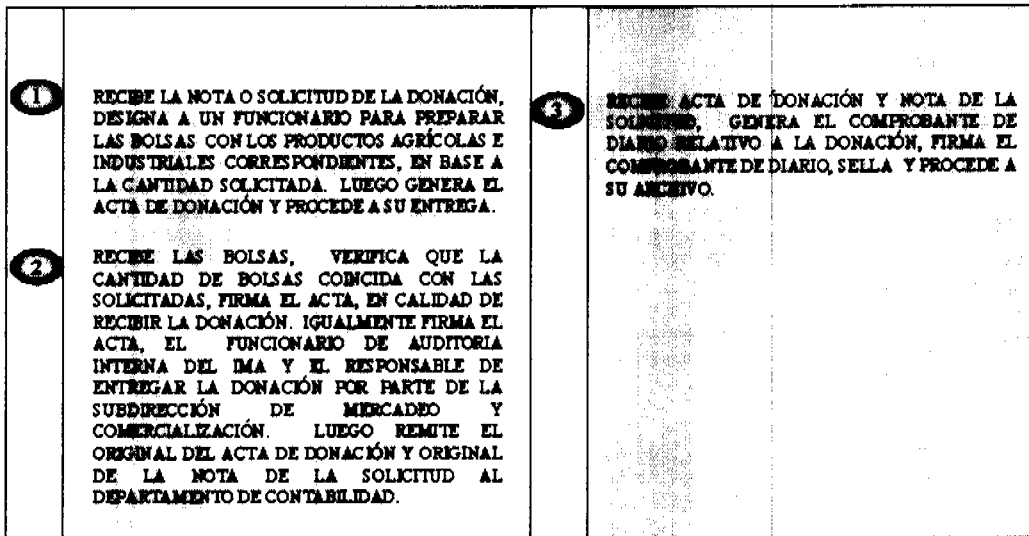 1
RECIBE LA NOTA O SOLICITUD DE LA DONACIÓN,
DESIGNA A UN FUNCIONARIO PARA PREPARAR
LAS BOLSAS CON LOS PRODUCTOS AGRÍCOLAS E
INDUSTRIALES CORRESPONDIENTES, EN BASE A
LA CANTIDAD SOLICITADA. LUEGO GENERA EL
ACTA DE DONACIÓN Y PROCEDE A SU ENTREGA.
2
RECIBE LAS BOLSAS, VERIFICA QUE LA
CANTIDAD DE BOLSAS COINCIDA CON LAS
SOLICITADAS, FIRMA EL ACTA, EN CALIDAD DE
RECIBIR LA DONACIÓN. IGUALMENTE FIRMA EL
ACTA, EL FUNCIONARIO DE AUDITORIA
INTERNA DEL IMA Y EL RESPONSABLE DE
ENTREGAR LA DONACIÓN POR PARTE DE LA
SUBDIRECCIÓN DE MERCADEO Y
COMERCIALIZACIÓN. LUEGO REMITE EL
ORIGINAL DEL ACTA DE DONACIÓN Y ORIGINAL
DE LA NOTA DE LA SOLICITUD AL
DEPARTAMENTO DE CONTABILIDAD.
3
RECIBE ACTA DE DONACIÓN Y NOTA DE LA
SOLICITUD, GENERA EL COMPROBANTE DE
DIARIO RELATIVO A LA DONACIÓN, FIRMA EL
COMPROBANTE DE DIARIO, SELLA Y PROCEDE A
SU ARCHIVO.